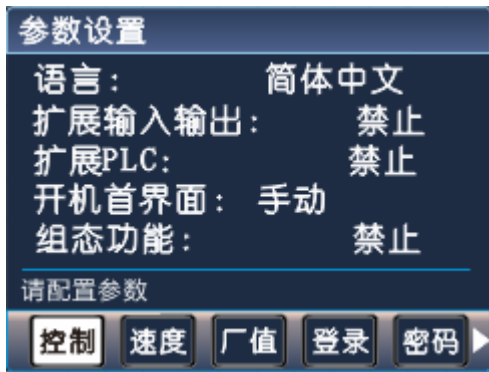 参数设置
语言: 简体中文
扩展输入输出: 禁止
扩展PLC: 禁止
开机首界面: 手动
组态功能: 禁止
请配置参数
控制 速度 厂值 登录 密码